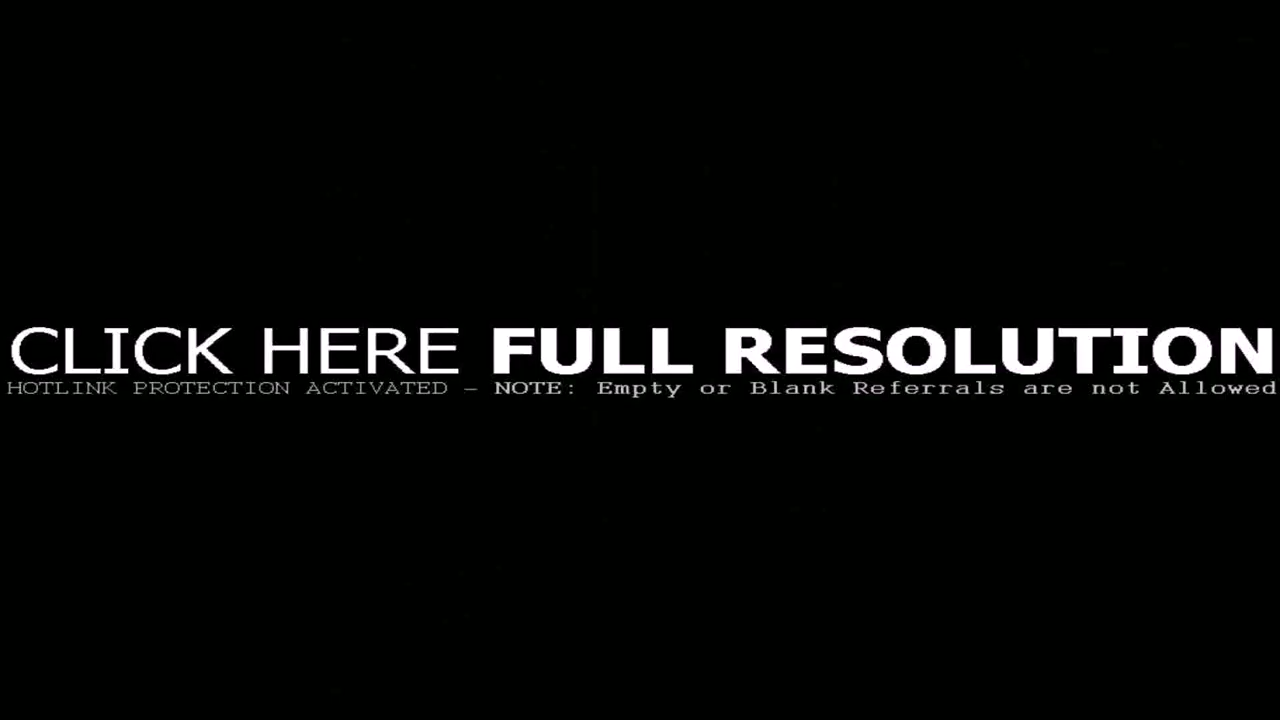 CLICK HERE FULL RESOLUTION
HOTLINK PROTECTION ACTIVATED - NOTE: Empty or Blank Referrals are not Allowed